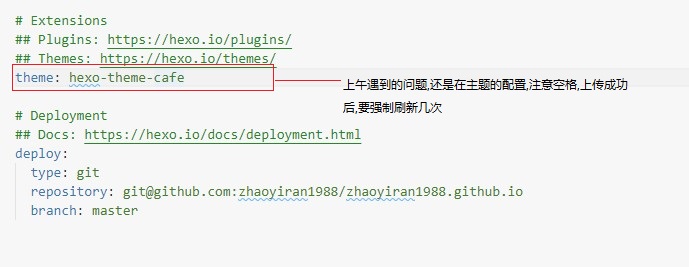 # Extensions
## Plugins: https://hexo.io/plugins/
## Themes: https://hexo.io/themes/
theme: hexo-theme-cafe
上午遇到的问题,还是在主题的配置,注意空格,上传成功
后,要强制刷新几次
# Deployment
## Docs: https://hexo.io/docs/deployment.html
deploy:
  type: git
  repository: git@github.com:zhaoyiran1988/zhaoyiran1988.github.io
  branch: master